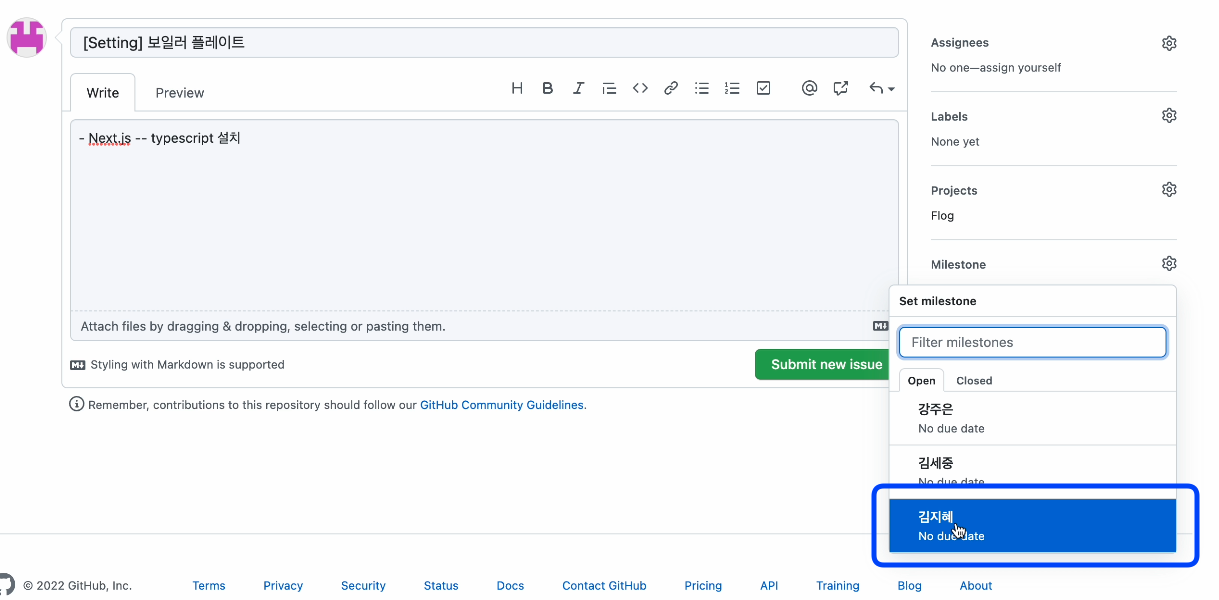 [Setting] 보일러 플레이트
Write Preview
H B I
- Next.js -- typescript 설치
Attach files by dragging & dropping, selecting or pasting them.
Styling with Markdown is supported
Submit new issue
Remember, contributions to this repository should follow our GitHub Community Guidelines.
Assignees
No one—assign yourself
Labels
None yet
Projects
Flog
Milestone
Set milestone
Filter milestones
Open Closed
강주은
No due date
김세중
No due date
김지혜
No due date
© 2022 GitHub, Inc. Terms Privacy Security Status Docs Contact GitHub Pricing API Training Blog About